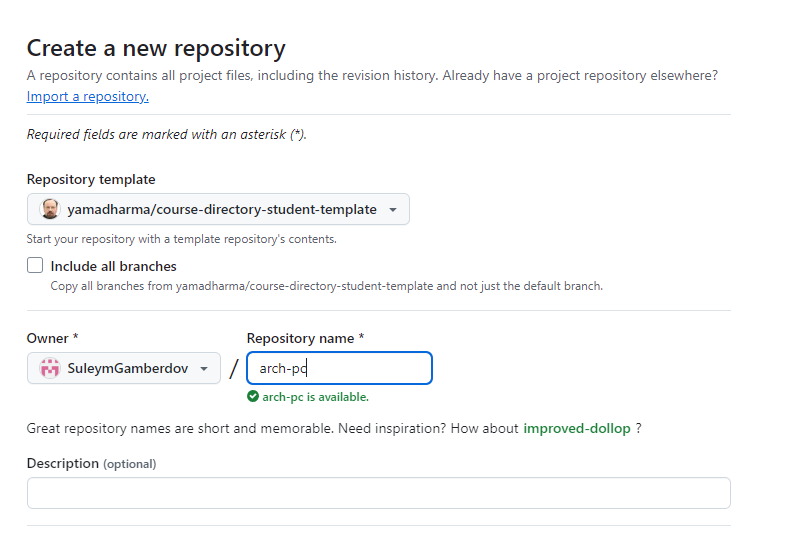 Create a new repository
A repository contains all project files, including the revision history. Already have a project repository elsewhere?
Import a repository.
Required fields are marked with an asterisk (*).
Repository template
yamadharma/course-directory-student-template
Start your repository with a template repository's contents.
Include all branches
Copy all branches from yamadharma/course-directory-student-template and not just the default branch.
Owner * Repository name *
SuleymGamberdov / arch-pc
arch-pc is available.
Great repository names are short and memorable. Need inspiration? How about improved-dollop ?
Description (optional)